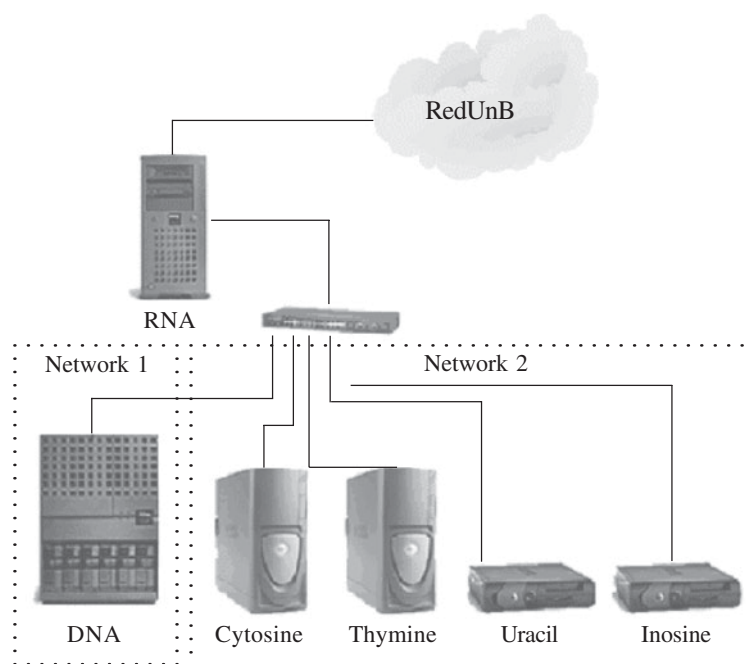 RedUnB
RNA
Network 1
Network 2
DNA
Cytosine
Thymine
Uracil
Inosine